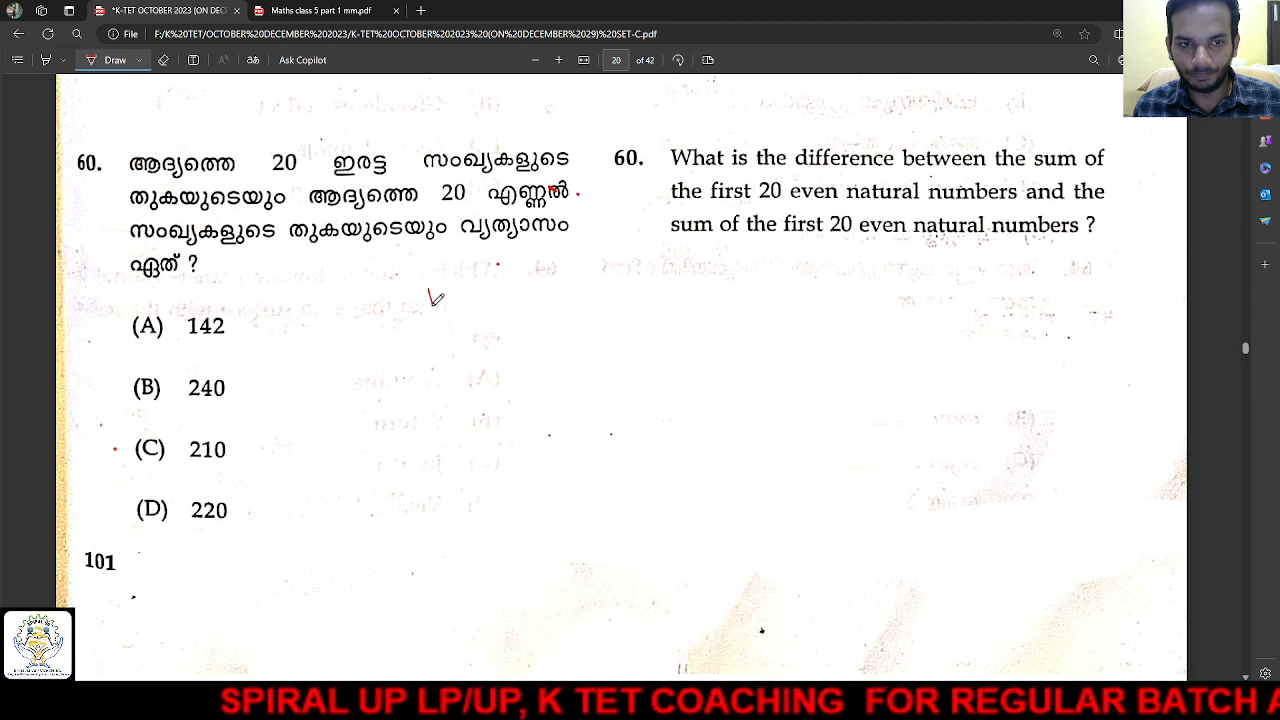 *K-TET OCTOBER 2023 (ON DEC
Maths class 5 part 1 mm.pdf
File
F:/K%20TET/OCTOBER%20DECEMBER%202023/K-TET%20OCTOBER%202023%20(ON%20DECEMBER%2029)%20SET-C.pdf
Draw
Ask Copilot
20 of 42
60. ആദ്യത്തെ 20 ഇരട്ട സംഖ്യകളുടെ
തുകയുടെയും ആദ്യത്തെ 20 എണ്ണൽ
സംഖ്യകളുടെ തുകയുടെയും വ്യത്യാസം
ഏത് ?
(A) 142
(B) 240
(C) 210
(D) 220
101
60. What is the difference between the sum of
the first 20 even natural numbers and the
sum of the first 20 even natural numbers ?
SPIRAL UP LP/UP, K TET COACHING FOR REGULAR BATCH A